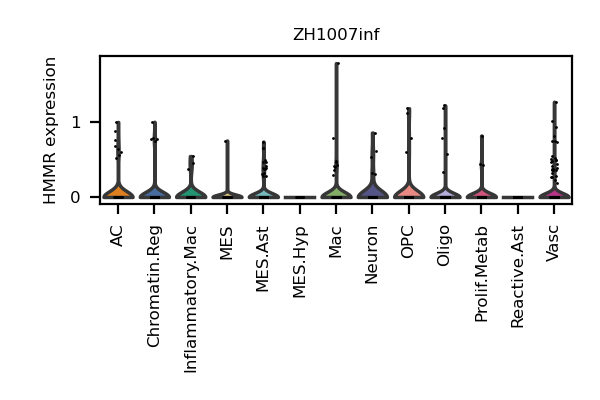 ZH1007inf
HMMR expression
1
0
AC
Chromatin.Reg
Inflammatory.Mac
MES
MES.Ast
MES.Hyp
Mac
Neuron
OPC
Oligo
Prolif.Metab
Reactive.Ast
Vasc